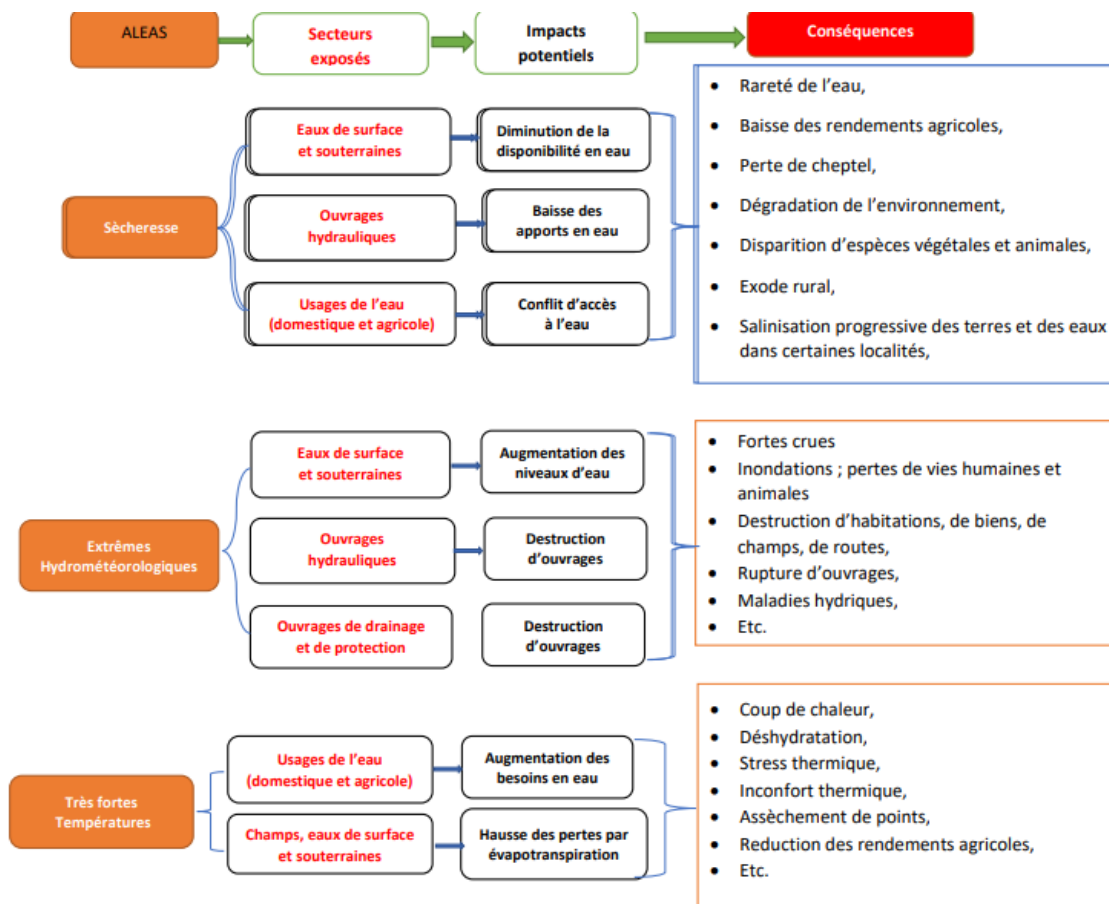 ALEAS
Secteurs
exposés
Impacts
potentiels
Conséquences
Sècheresse
Eaux de surface
et souterraines
Diminution de la
disponibilité en eau
Ouvrages
hydrauliques
Baisse des
apports en eau
Usages de l’eau
(domestique et agricole)
Conflit d’accès
à l’eau
• Rareté de l’eau,
• Baisse des rendements agricoles,
• Perte de cheptel,
• Dégradation de l’environnement,
• Disparition d’espèces végétales et animales,
• Exode rural,
• Salinisation progressive des terres et des eaux
dans certaines localités,
Extrêmes
Hydrométéorologiques
Eaux de surface
et souterraines
Augmentation des
niveaux d’eau
Ouvrages
hydrauliques
Destruction
d’ouvrages
Ouvrages de drainage
et de protection
Destruction
d’ouvrages
• Fortes crues
• Inondations ; pertes de vies humaines et
animales
• Destruction d’habitations, de biens, de
champs, de routes,
• Rupture d’ouvrages,
• Maladies hydriques,
• Etc.
Très fortes
Températures
Usages de l’eau
(domestique et agricole)
Augmentation des
besoins en eau
Champs, eaux de surface
et souterraines
Hausse des pertes par
évapotranspiration
• Coup de chaleur,
• Déshydratation,
• Stress thermique,
• Inconfort thermique,
• Assèchement de points,
• Reduction des rendements agricoles,
• Etc.